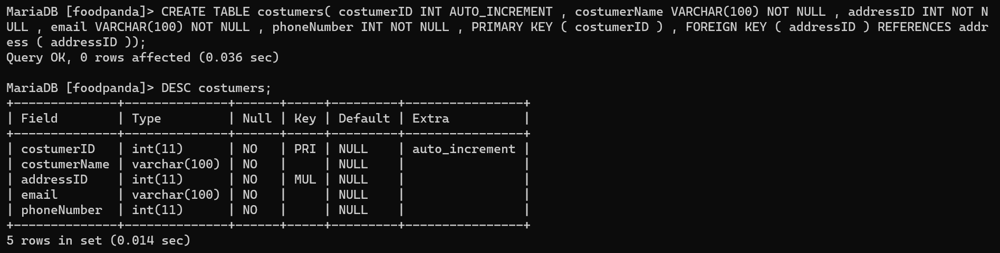 MariaDB [foodpanda]> CREATE TABLE costumers( costumerID INT AUTO_INCREMENT , costumerName VARCHAR(100) NOT NULL , addressID INT NOT N
ULL , email VARCHAR(100) NOT NULL , phoneNumber INT NOT NULL , PRIMARY KEY ( costumerID ) , FOREIGN KEY ( addressID ) REFERENCES addr
ess ( addressID ));
Query OK, 0 rows affected (0.036 sec)

MariaDB [foodpanda]> DESC costumers;
+--------------+--------------+------+-----+---------+----------------+
| Field        | Type         | Null | Key | Default | Extra          |
+--------------+--------------+------+-----+---------+----------------+
| costumerID   | int(11)      | NO   | PRI | NULL    | auto_increment |
| costumerName | varchar(100) | NO   |     | NULL    |                |
| addressID    | int(11)      | NO   | MUL | NULL    |                |
| email        | varchar(100) | NO   |     | NULL    |                |
| phoneNumber  | int(11)      | NO   |     | NULL    |                |
+--------------+--------------+------+-----+---------+----------------+
5 rows in set (0.014 sec)